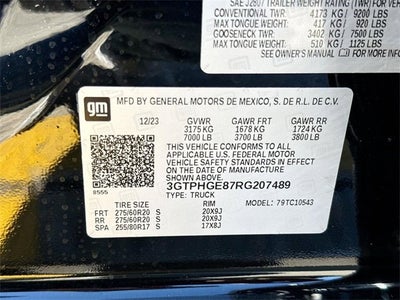 SAE J2807 TRAILER WEIGHT RATING (TWR) FOR V
CONVENTIONAL TWR: 4173 KG / 9200 LBS
MAX TONGUE WEIGHT: 417 KG / 920 LBS
GOOSENECK TWR: 3402 KG / 7500 LBS
MAX TONGUE WEIGHT: 510 KG / 1125 LBS
SEE OWNER'S MANUAL FOR ADDITIONAL INFORM
gm
MFD BY GENERAL MOTORS DE MEXICO, S. DE R.L. DE C.V.
12/23 GVWR GAWR FRT GAWR RR
3175 KG 1678 KG 1724 KG
7000 LB 3700 LB 3800 LB
THIS VEHICLE CONFORMS TO ALL
APPLICABLE U.S. FEDERAL MOTOR
VEHICLE SAFETY
STANDARDS IN EFFECT ON THE DATE OF
MANUFACTURE SHOWN ABOVE.
3GTPHGE87RG207489
8555 TYPE: TRUCK MODEL: 79TC10543
TIRE SIZE RIM
FRT 275/60R20 S 20X9J
RR 275/60R20 S 20X9J
SPA 255/80R17 S 17X8J